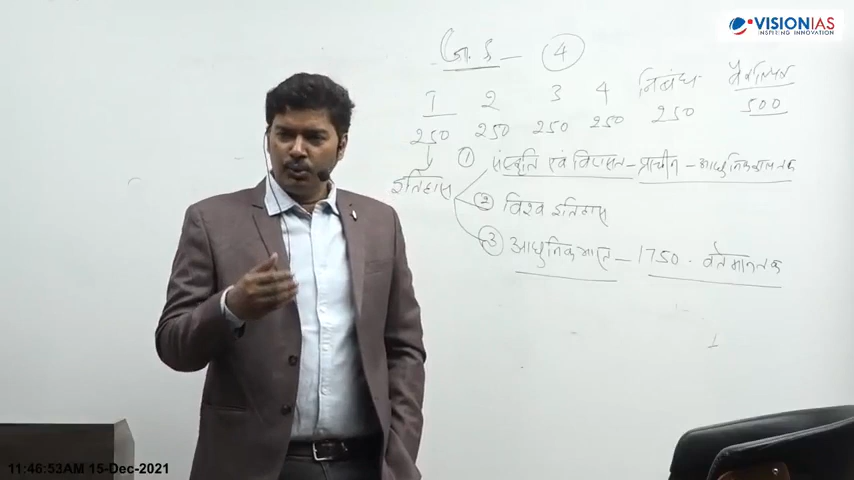 VISIONIAS
INSPIRING INNOVATION
जी.S – 4
1 2 3 4 निबंध वैकल्पिक
250 250 250 250 250 500
इतिहास
① संस्कृति एवं विरासत – प्राचीन – आधुनिककाल तक
② विश्व इतिहास
③ आधुनिक भारत – 1750 - वर्तमान तक
11:46:53AM 15-Dec-2021